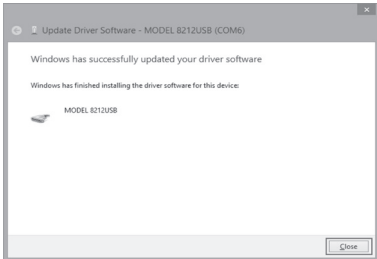 Update Driver Software - MODEL 8212USB (COM6)
Windows has successfully updated your driver software
Windows has finished installing the driver software for this device:
MODEL 8212USB
Close